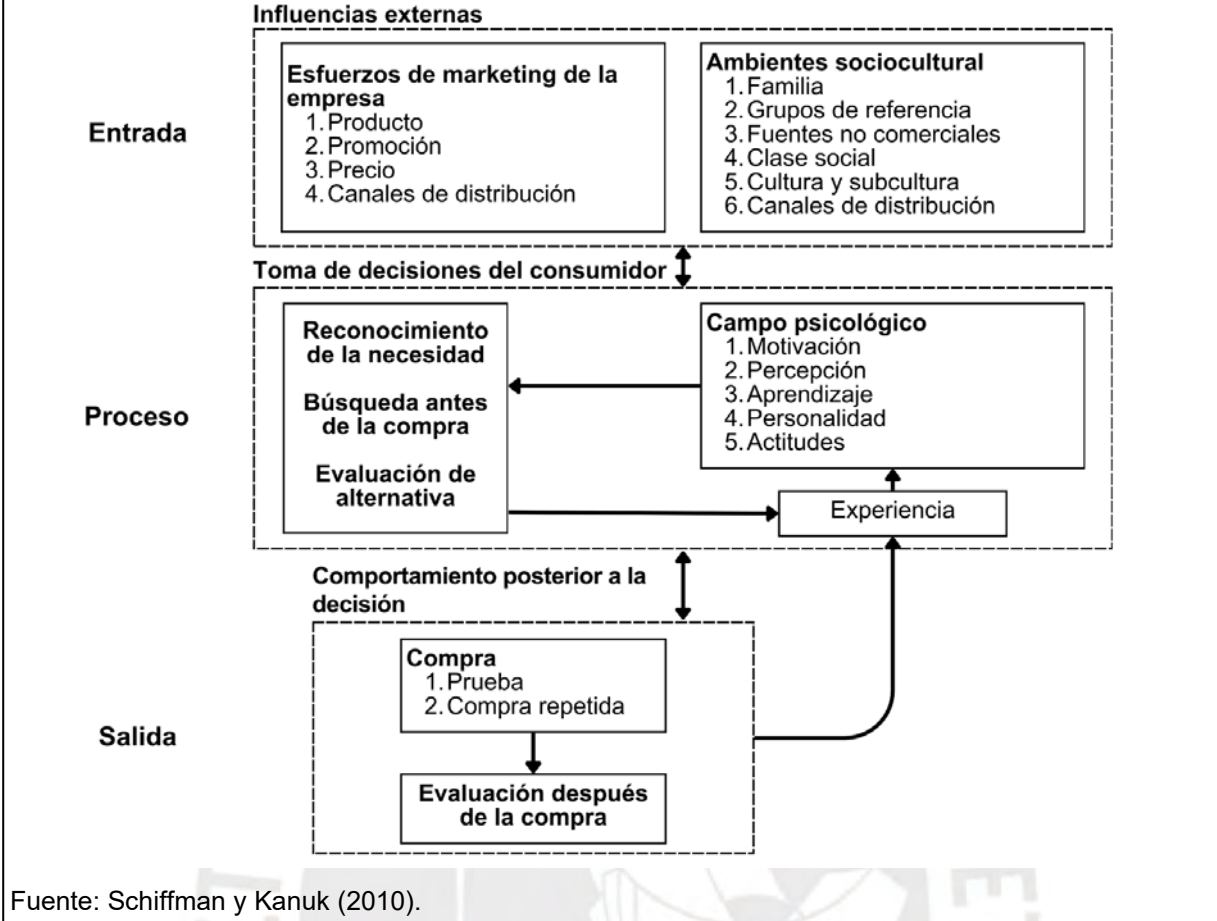 Influencias externas
Esfuerzos de marketing de la
empresa
1. Producto
2. Promoción
3. Precio
4. Canales de distribución
Ambientes sociocultural
1. Familia
2. Grupos de referencia
3. Fuentes no comerciales
4. Clase social
5. Cultura y subcultura
6. Canales de distribución
Entrada
Toma de decisiones del consumidor
Reconocimiento
de la necesidad
Búsqueda antes
de la compra
Evaluación de
alternativa
Campo psicológico
1. Motivación
2. Percepción
3. Aprendizaje
4. Personalidad
5. Actitudes
Experiencia
Proceso
Comportamiento posterior a la
decisión
Compra
1. Prueba
2. Compra repetida
Evaluación después
de la compra
Salida
Fuente: Schiffman y Kanuk (2010).